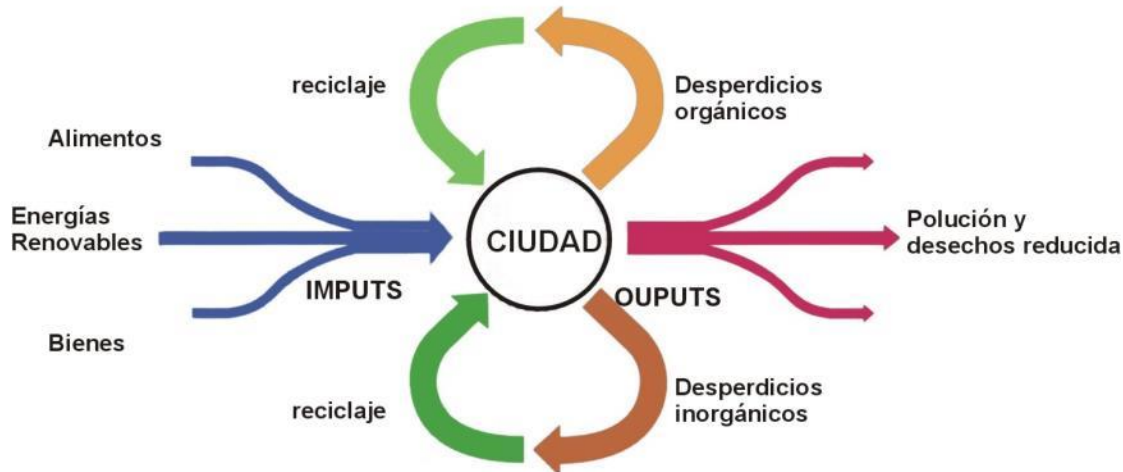 reciclaje
Desperdicios
orgánicos
Alimentos
Energías
Renovables
CIUDAD
Polución y
desechos reducida
IMPUTS
OUPUTS
Bienes
reciclaje
Desperdicios
inorgánicos